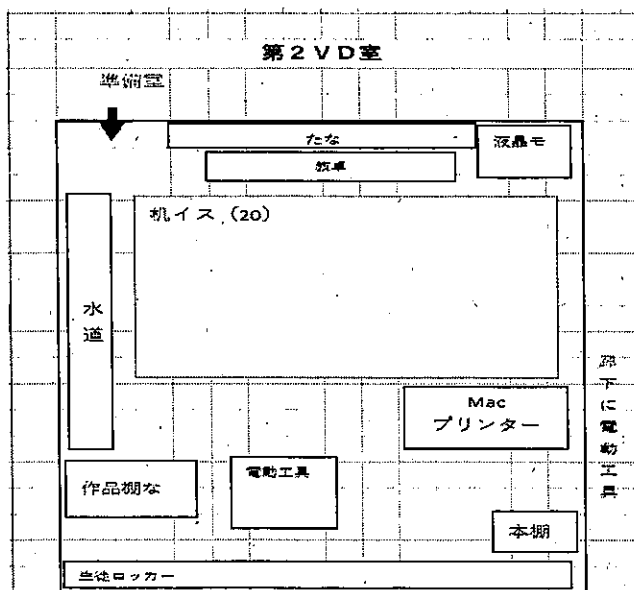 第2VD室
準備室
たな
液晶モ
教卓
机イス（20）
水道
Mac
プリンター
廊下に電動工具
作品棚な
電動工具
本棚
生徒ロッカー